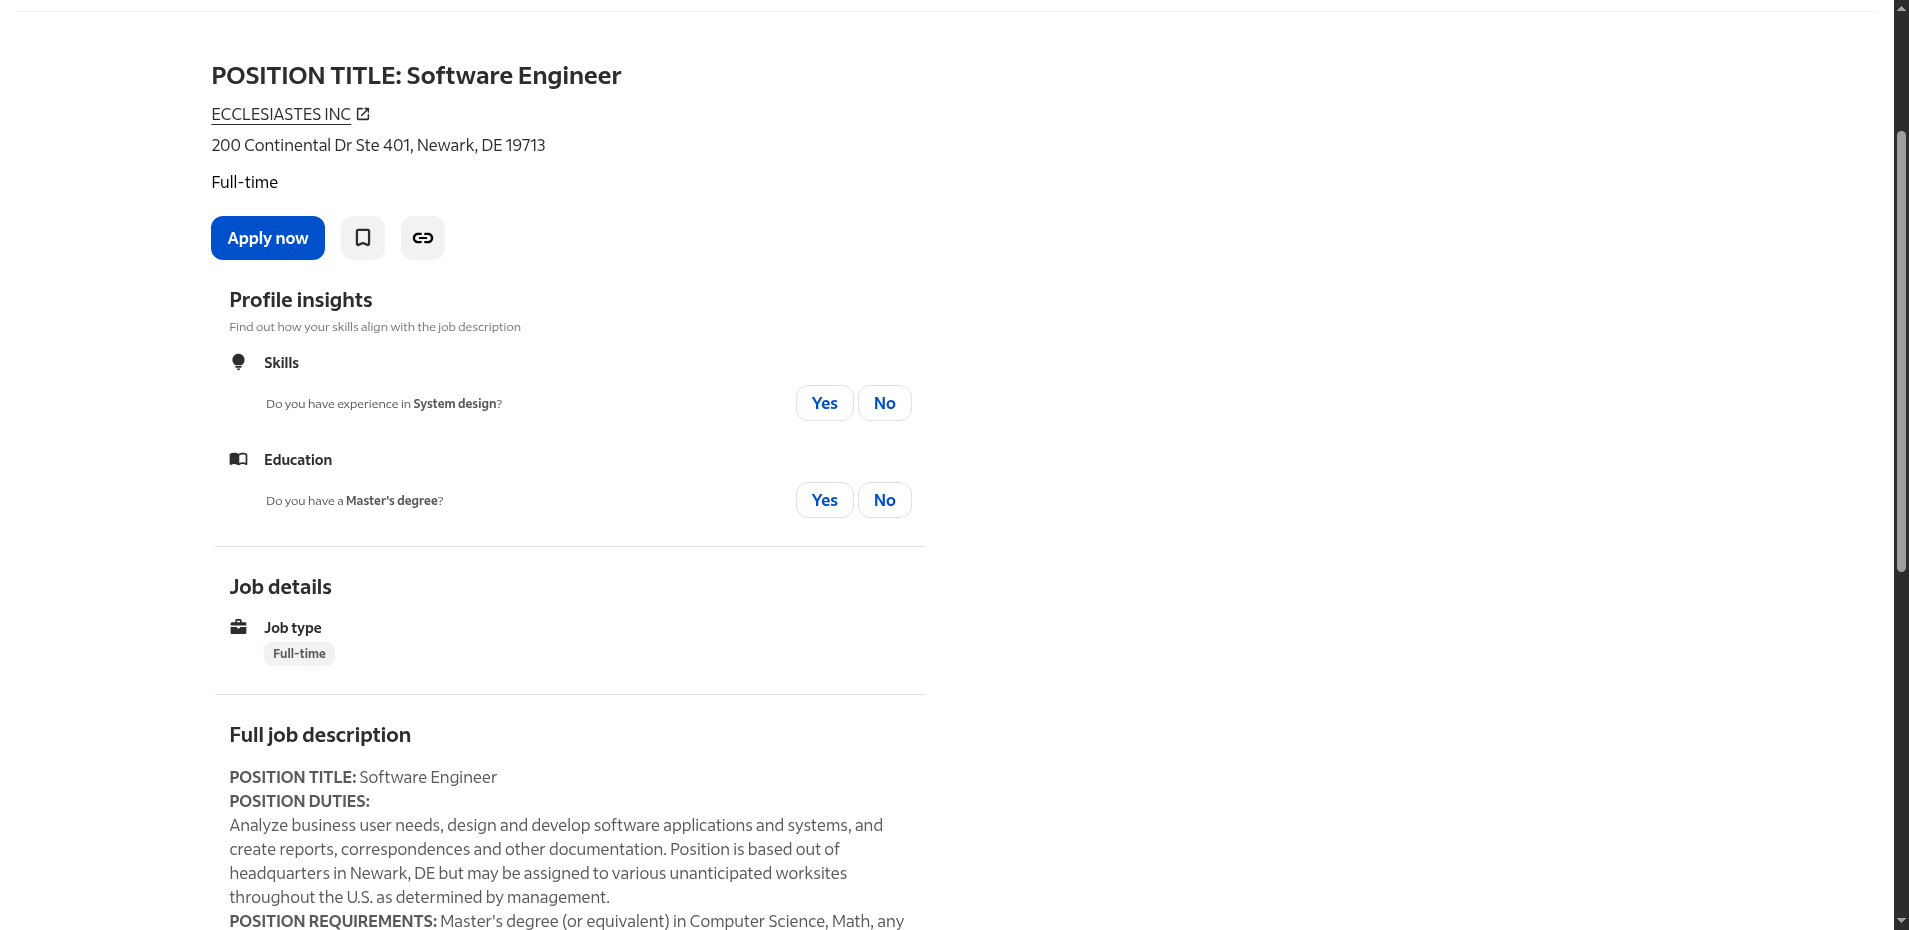 POSITION TITLE: Software Engineer
ECCLESIASTES INC
200 Continental Dr Ste 401, Newark, DE 19713
Full-time
Apply now
Profile insights
Find out how your skills align with the job description
Skills
Do you have experience in System design?
Yes No
Education
Do you have a Master's degree?
Yes No
Job details
Job type
Full-time
Full job description
POSITION TITLE: Software Engineer
POSITION DUTIES:
Analyze business user needs, design and develop software applications and systems, and
create reports, correspondences and other documentation. Position is based out of
headquarters in Newark, DE but may be assigned to various unanticipated worksites
throughout the U.S. as determined by management.
POSITION REQUIREMENTS: Master's degree (or equivalent) in Computer Science, Math, any